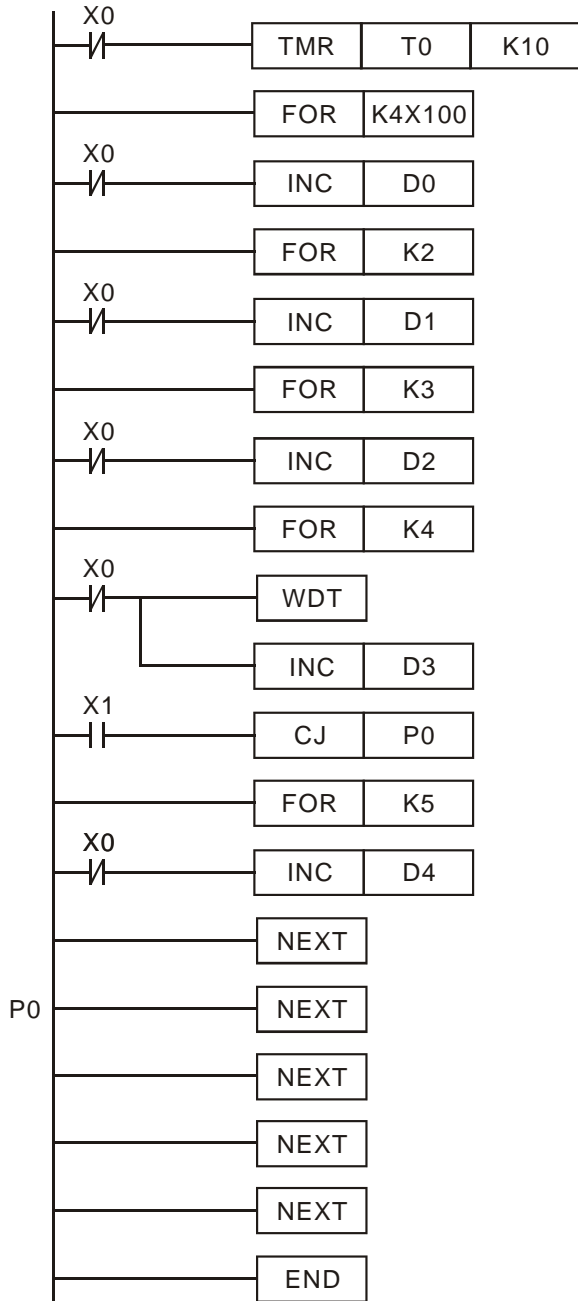 X0
TMR T0 K10
FOR K4X100
X0
INC D0
FOR K2
X0
INC D1
FOR K3
X0
INC D2
FOR K4
X0
WDT
INC D3
X1
CJ P0
FOR K5
X0
INC D4
NEXT
P0 NEXT
NEXT
NEXT
NEXT
END